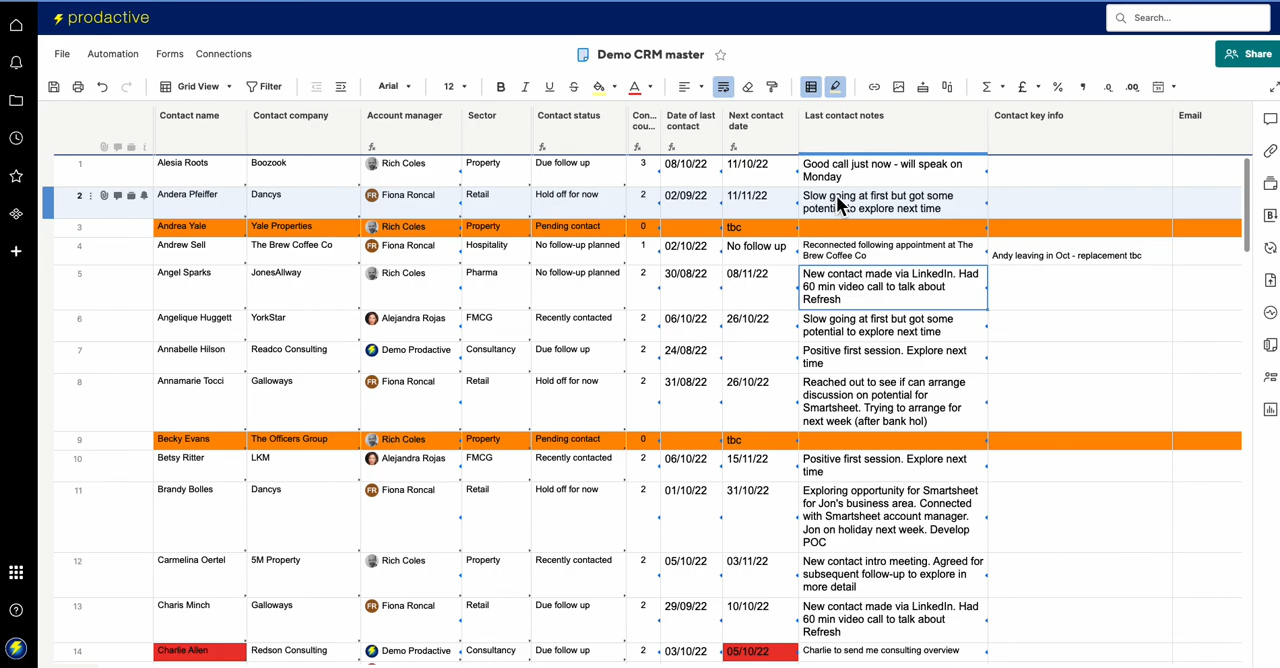 prodactive
Search...
File Automation Forms Connections
Demo CRM master
Share
Grid View Filter Arial 12 B I U S A Σ £ % , .0 .00
Contact name Contact company Account manager Sector Contact status Con... cou... Date of last contact Next contact date Last contact notes Contact key info Email
fx fx fx fx fx
1 Alesia Roots Boozook Rich Coles Property Due follow up 3 08/10/22 11/10/22 Good call just now - will speak on
Monday
2 Andera Pfeiffer Dancys FR Fiona Roncal Retail Hold off for now 2 02/09/22 11/11/22 Slow going at first but got some
potential to explore next time
3 Andrea Yale Yale Properties Rich Coles Property Pending contact 0 tbc
4 Andrew Sell The Brew Coffee Co FR Fiona Roncal Hospitality No follow-up planned 1 02/10/22 No follow up Reconnected following appointment at The
Brew Coffee Co Andy leaving in Oct - replacement tbc
5 Angel Sparks JonesAllway Rich Coles Pharma No follow-up planned 2 30/08/22 08/11/22 New contact made via LinkedIn. Had
60 min video call to talk about
Refresh
6 Angelique Huggett YorkStar Alejandra Rojas FMCG Recently contacted 2 06/10/22 26/10/22 Slow going at first but got some
potential to explore next time
7 Annabelle Hilson Readco Consulting Demo Prodactive Consultancy Due follow up 2 24/08/22 Positive first session. Explore next
time
8 Annamarie Tocci Galloways FR Fiona Roncal Retail Hold off for now 2 31/08/22 26/10/22 Reached out to see if can arrange
discussion on potential for
Smartsheet. Trying to arrange for
next week (after bank hol)
9 Becky Evans The Officers Group Rich Coles Property Pending contact 0 tbc
10 Betsy Ritter LKM Alejandra Rojas FMCG Recently contacted 2 06/10/22 15/11/22 Positive first session. Explore next
time
11 Brandy Bolles Dancys FR Fiona Roncal Retail Hold off for now 2 01/10/22 31/10/22 Exploring opportunity for Smartsheet
for Jon's business area. Connected
with Smartsheet account manager.
Jon on holiday next week. Develop
POC
12 Carmelina Oertel 5M Property Rich Coles Property Recently contacted 2 05/10/22 03/11/22 New contact intro meeting. Agreed for
subsequent follow-up to explore in
more detail
13 Charis Minch Galloways FR Fiona Roncal Retail Due follow up 2 29/09/22 10/10/22 New contact made via LinkedIn. Had
60 min video call to talk about
Refresh
14 Charlie Allen Redson Consulting Demo Prodactive Consultancy Due follow up 2 03/10/22 05/10/22 Charlie to send me consulting overview